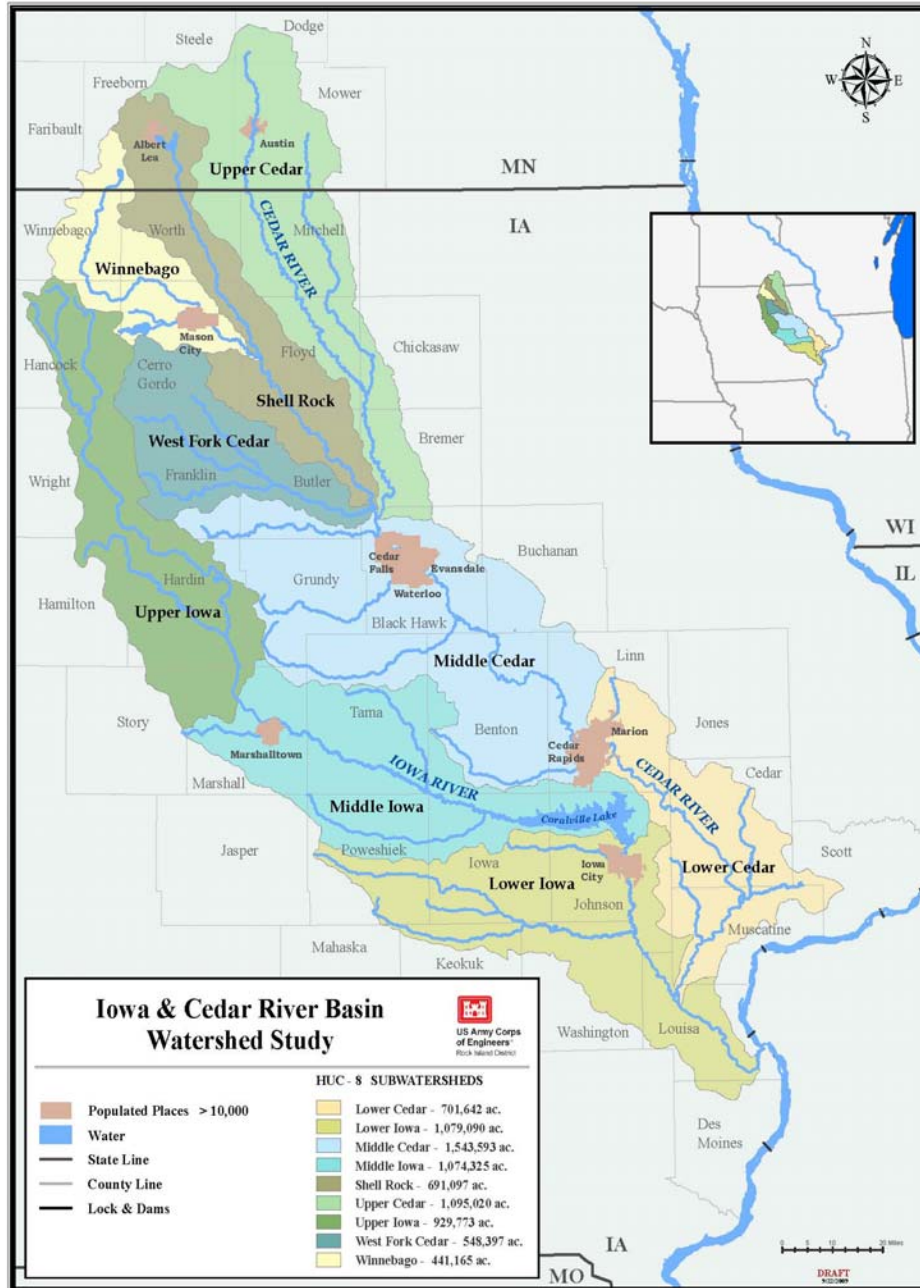 Dodge
Steele
Freeborn
Mower
Faribault
Albert
Lea
Austin
Upper Cedar
MN
IA
N
W
E
S
CEDAR RIVER
Winnebago
Worth
Mitchell
Winnebago
Mason
City
Hancock
Cerro
Gordo
Floyd
Chickasaw
Shell Rock
West Fork Cedar
Bremer
Wright
Franklin
Butler
WI
IL
Cedar
Falls
Evansdale
Waterloo
Buchanan
Grundy
Black Hawk
Hardin
Hamilton
Upper Iowa
Middle Cedar
Linn
Story
Tama
Benton
Marion
Jones
Cedar
Rapids
Marshalltown
Marshall
IOWA RIVER
CEDAR RIVER
Cedar
Middle Iowa
Coralville Lake
Jasper
Poweshiek
Iowa
Iowa
City
Lower Iowa
Lower Cedar
Scott
Johnson
Muscatine
Mahaska
Keokuk
Washington
Louisa
Des
Moines
IA
MO
Iowa & Cedar River Basin
Watershed Study
US Army Corps
of Engineers
Rock Island District
Populated Places > 10,000
Water
State Line
County Line
Lock & Dams
HUC - 8 SUBWATERSHEDS
Lower Cedar - 701,642 ac.
Lower Iowa - 1,079,090 ac.
Middle Cedar - 1,543,593 ac.
Middle Iowa - 1,074,325 ac.
Shell Rock - 691,097 ac.
Upper Cedar - 1,095,020 ac.
Upper Iowa - 929,773 ac.
West Fork Cedar - 548,397 ac.
Winnebago - 441,165 ac.
0 5 10 20 Miles
DRAFT
9/22/2009